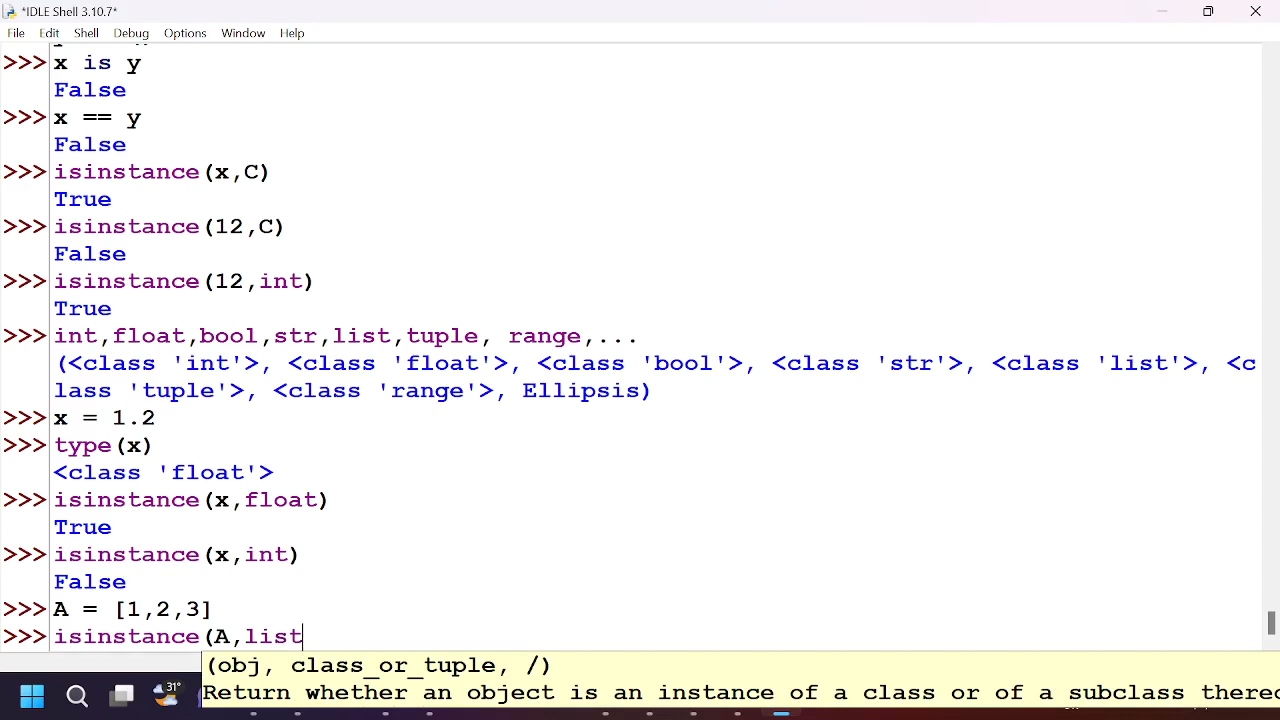 *IDLE Shell 3.10.7*
File Edit Shell Debug Options Window Help
>>> x is y
False
>>> x == y
False
>>> isinstance(x,C)
True
>>> isinstance(12,C)
False
>>> isinstance(12,int)
True
>>> int,float,bool,str,list,tuple, range,...
(<class 'int'>, <class 'float'>, <class 'bool'>, <class 'str'>, <class 'list'>, <c
lass 'tuple'>, <class 'range'>, Ellipsis)
>>> x = 1.2
>>> type(x)
<class 'float'>
>>> isinstance(x,float)
True
>>> isinstance(x,int)
False
>>> A = [1,2,3]
>>> isinstance(A,list
(obj, class_or_tuple, /)
Return whether an object is an instance of a class or of a subclass thereo
31°